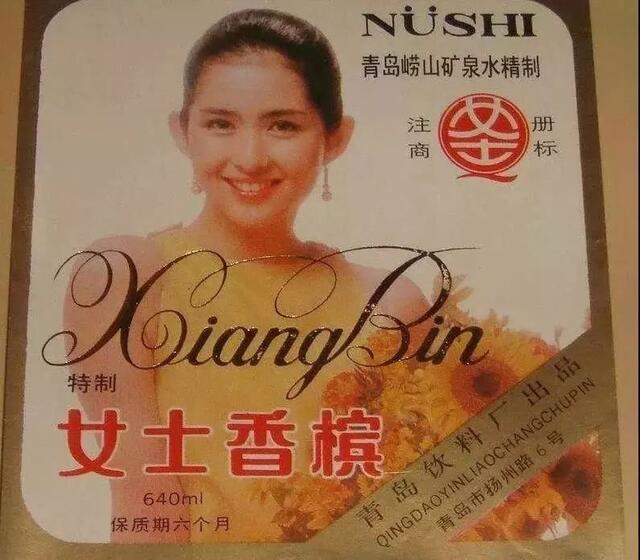 NÜSHI
青岛崂山矿泉水精制
注册
商标
女士
XiangBin
特制
女士香槟
640ml
保质期六个月
青岛饮料厂出品
QINGDAOYINLIAOCHANGCHUPIN
青岛市扬州路6号